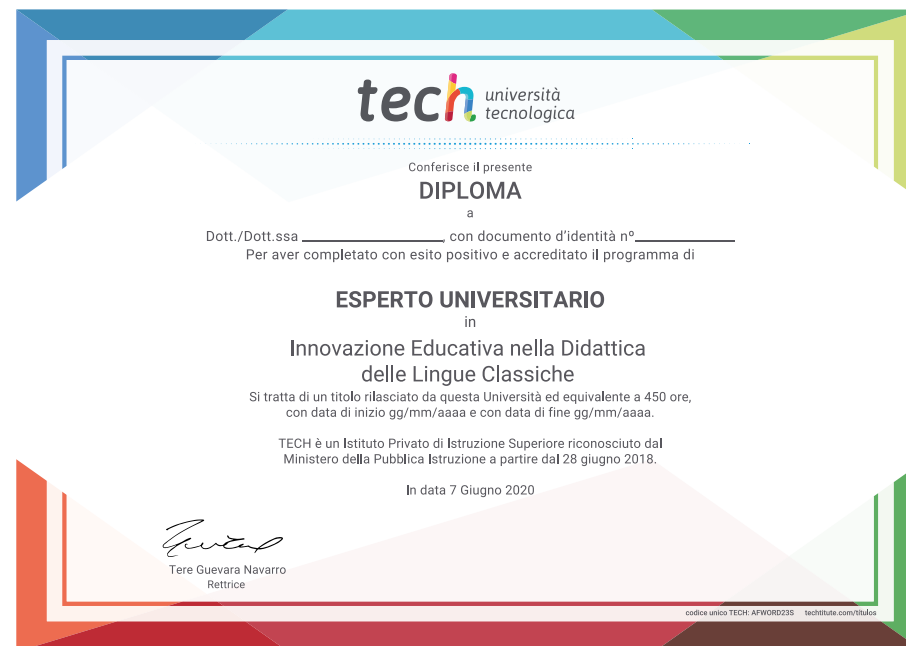 tech università
tecnologica
Conferisce il presente
DIPLOMA
a
Dott./Dott.ssa ____________________, con documento d'identità nº______________
Per aver completato con esito positivo e accreditato il programma di
ESPERTO UNIVERSITARIO
in
Innovazione Educativa nella Didattica
delle Lingue Classiche
Si tratta di un titolo rilasciato da questa Università ed equivalente a 450 ore,
con data di inizio gg/mm/aaaa e con data di fine gg/mm/aaaa.
TECH è un Istituto Privato di Istruzione Superiore riconosciuto dal
Ministero della Pubblica Istruzione a partire dal 28 giugno 2018.
In data 7 Giugno 2020
Tere Guevara Navarro
Rettrice
codice unico TECH: AFWORD23S techtitute.com/titulos